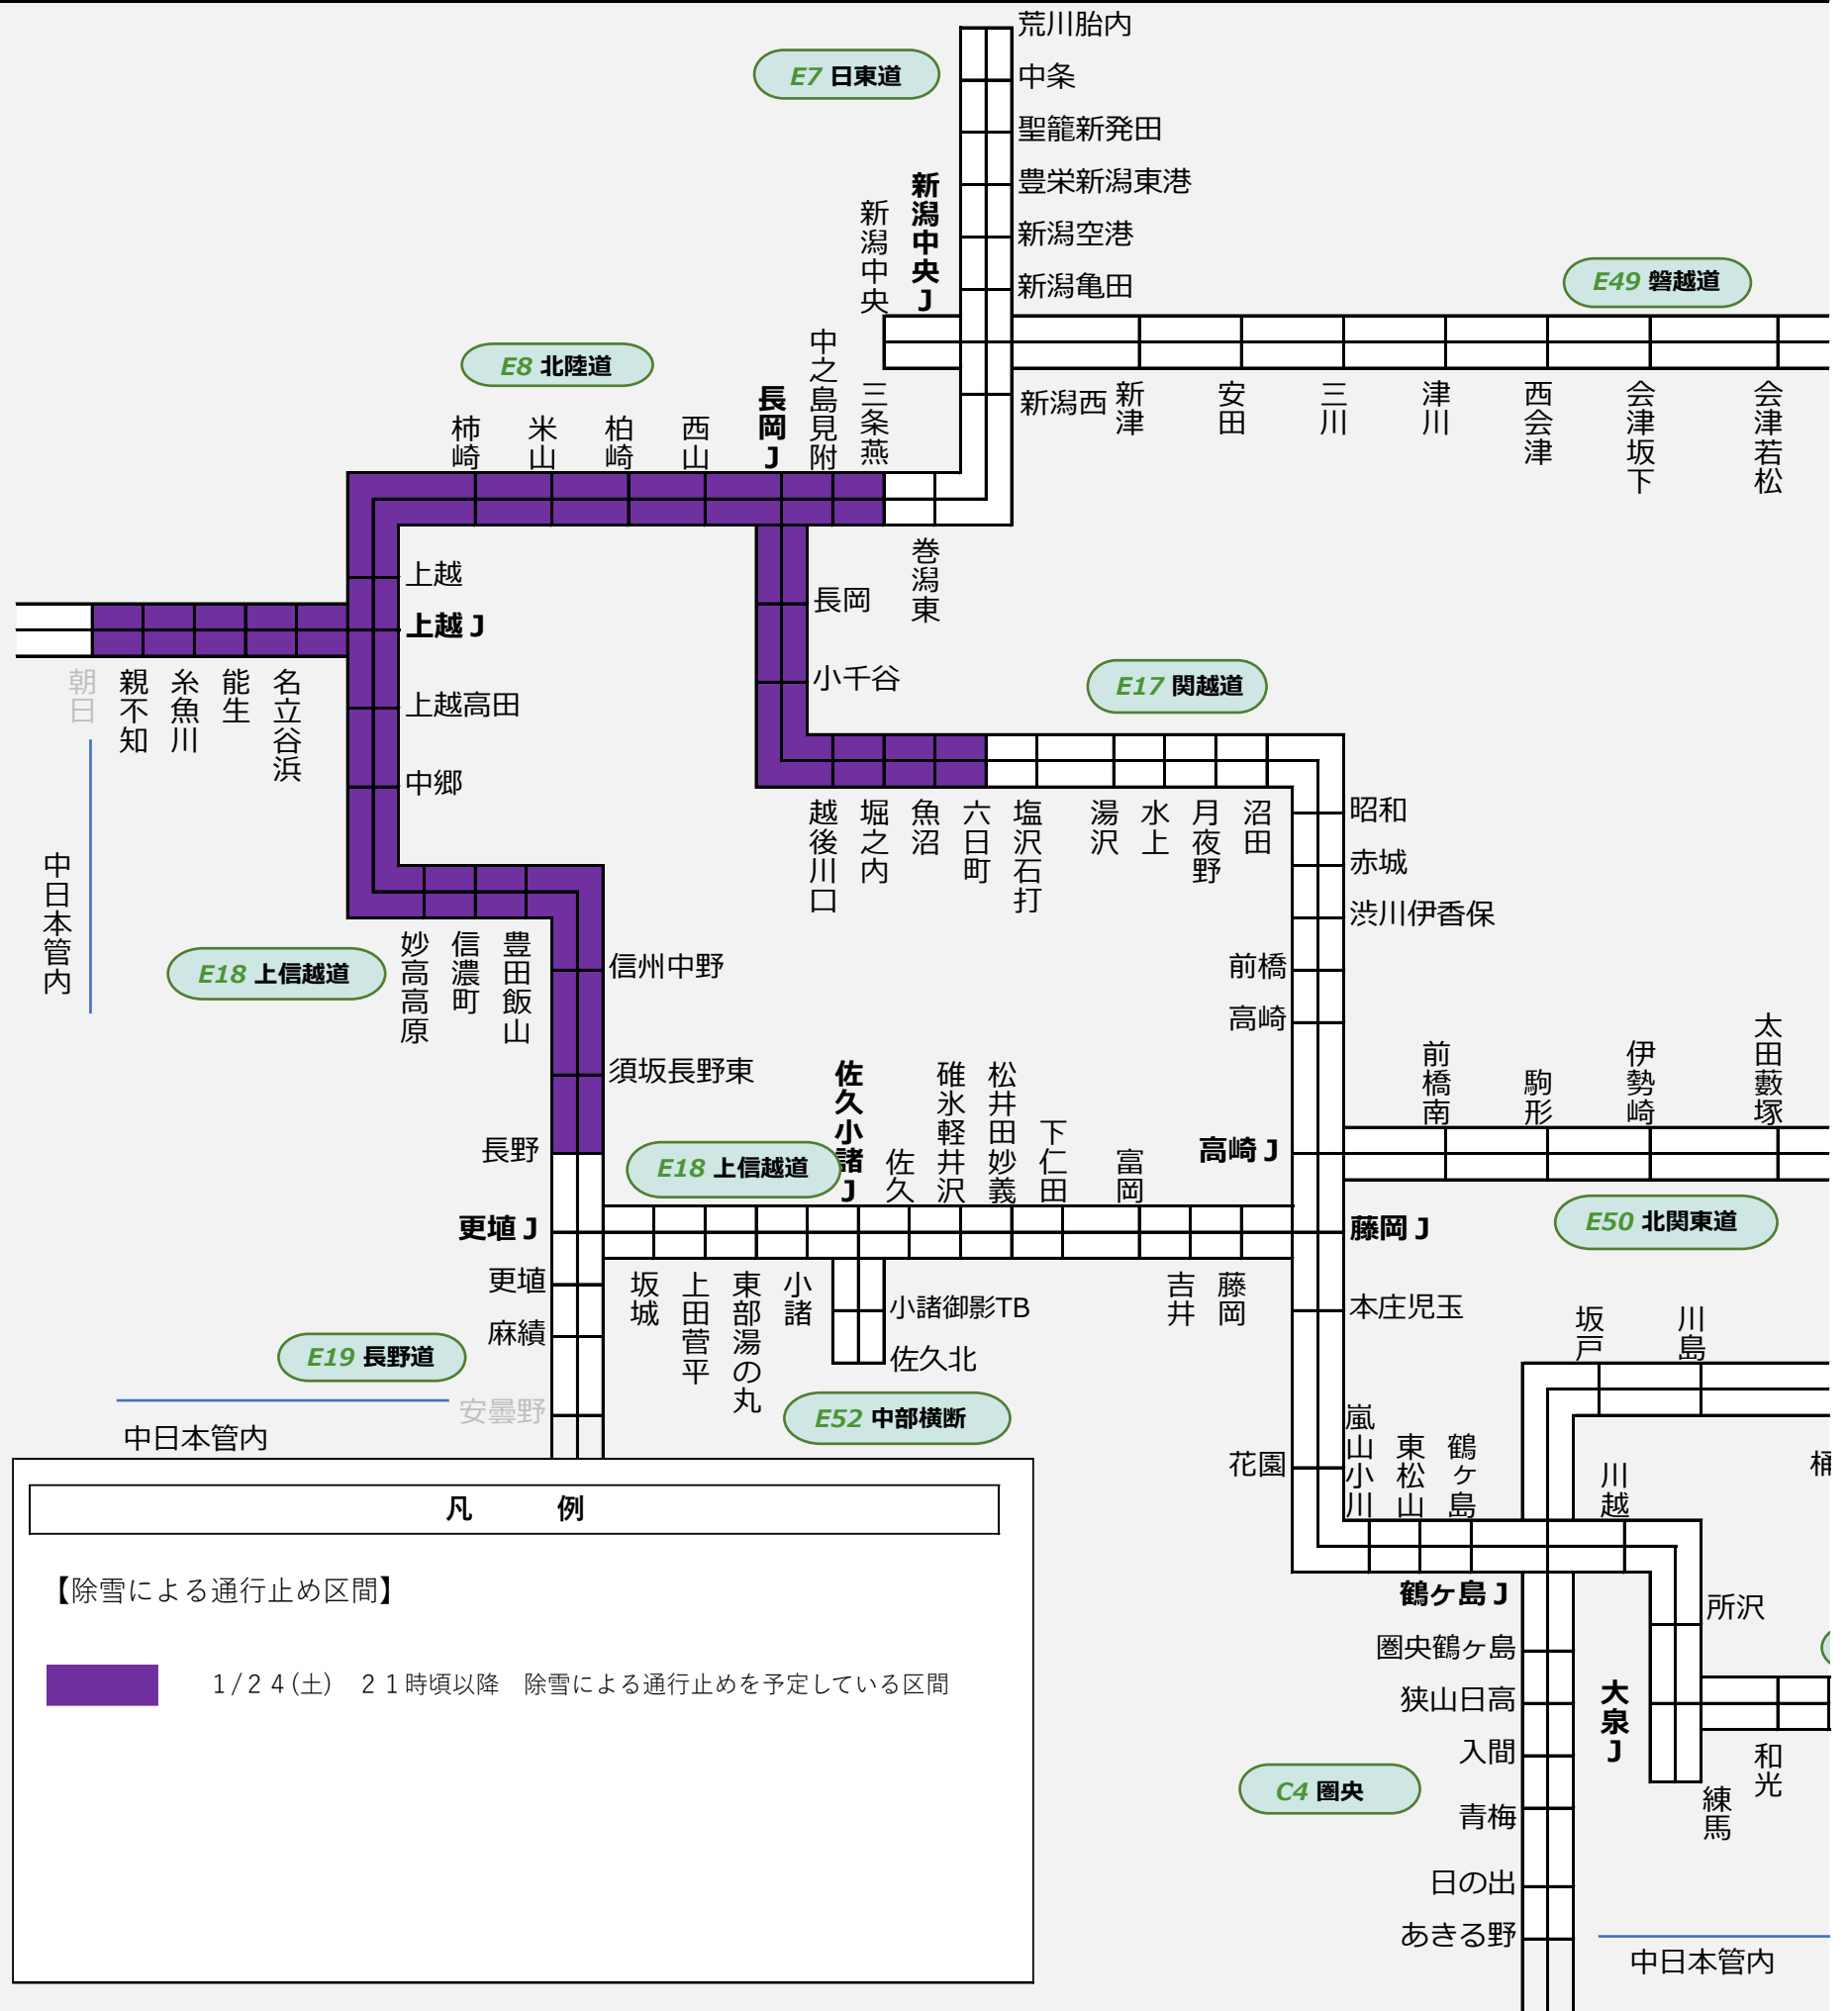 荒川胎内
E7 日東道
中条
聖籠新発田
新潟中央J
豊栄新潟東港
新潟中央
新潟空港
E49 磐越道
新潟亀田
E8 北陸道
中之島見附
長岡J
三条燕
新潟西
新津
安田
三川
津川
西会津
会津坂下
会津若松
柿崎
米山
柏崎
西山
巻潟東
上越
長岡
上越J
小千谷
E17 関越道
朝日
親不知
糸魚川
能生
名立谷浜
上越高田
中郷
越後川口
堀之内
魚沼
六日町
塩沢石打
湯沢
水上
月夜野
沼田
昭和
赤城
渋川伊香保
中日本管内
E18 上信越道
妙高高原
信濃町
豊田飯山
信州中野
前橋
高崎
須坂長野東
佐久小諸J
碓氷軽井沢
松井田妙義
前橋南
駒形
伊勢崎
太田藪塚
長野
E18 上信越道
佐久
下仁田
富岡
高崎J
更埴J
藤岡J
E50 北関東道
更埴
坂城
上田菅平
東部湯の丸
小諸
小諸御影TB
吉井
藤岡
本庄児玉
坂戸
川島
麻績
E19 長野道
佐久北
安曇野
E52 中部横断
中日本管内
花園
嵐山小川
東松山
鶴ヶ島
川越
桶
凡 例
【除雪による通行止め区間】
1/24(土) 21時頃以降 除雪による通行止めを予定している区間
鶴ヶ島J
所沢
圏央鶴ヶ島
狭山日高
大泉J
入間
和光
C4 圏央
練馬
青梅
日の出
あきる野
中日本管内